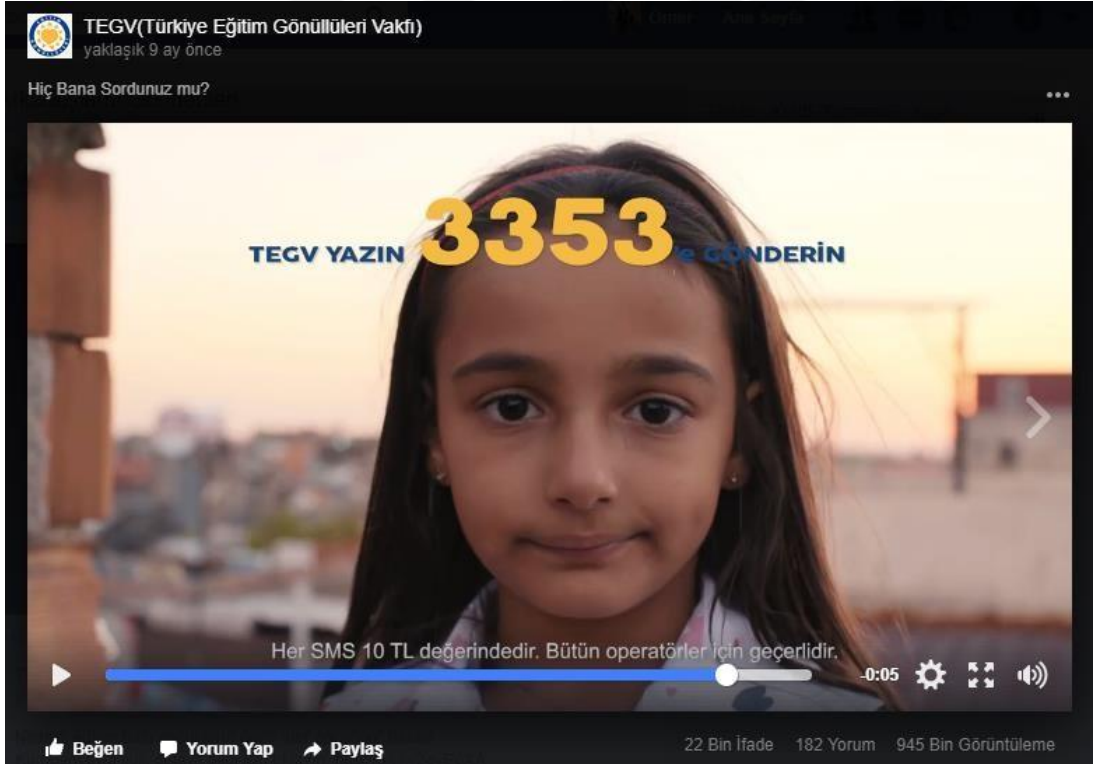 TEGV(Türkiye Eğitim Gönüllüleri Vakfı)
yaklaşık 9 ay önce
Hiç Bana Sordunuz mu?
TEGV YAZIN 3353'e GÖNDERİN
Her SMS 10 TL değerindedir. Bütün operatörler için geçerlidir.
-0:05
Beğen Yorum Yap Paylaş 22 Bin İfade 182 Yorum 945 Bin Görüntüleme